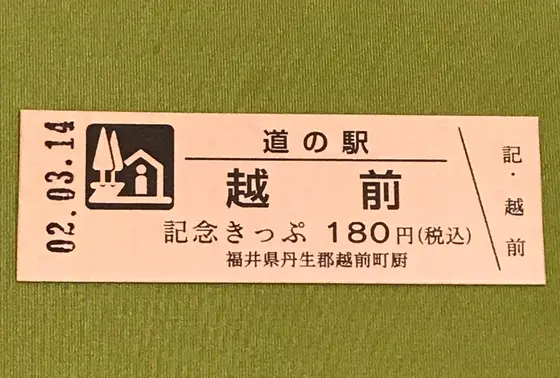 02.03.14
道の駅
越前
記念きっぷ 180円(税込)
福井県丹生郡越前町厨
記・越前